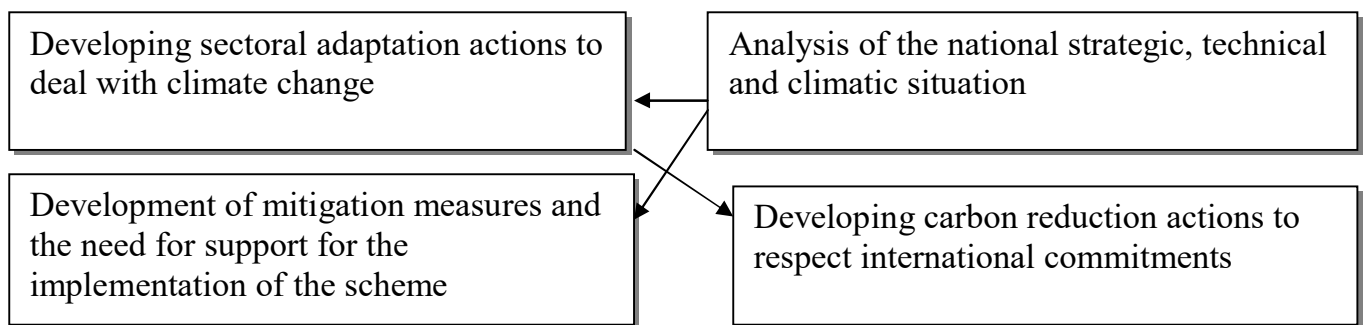 Developing sectoral adaptation actions to
deal with climate change
Analysis of the national strategic, technical
and climatic situation
Development of mitigation measures and
the need for support for the
implementation of the scheme
Developing carbon reduction actions to
respect international commitments